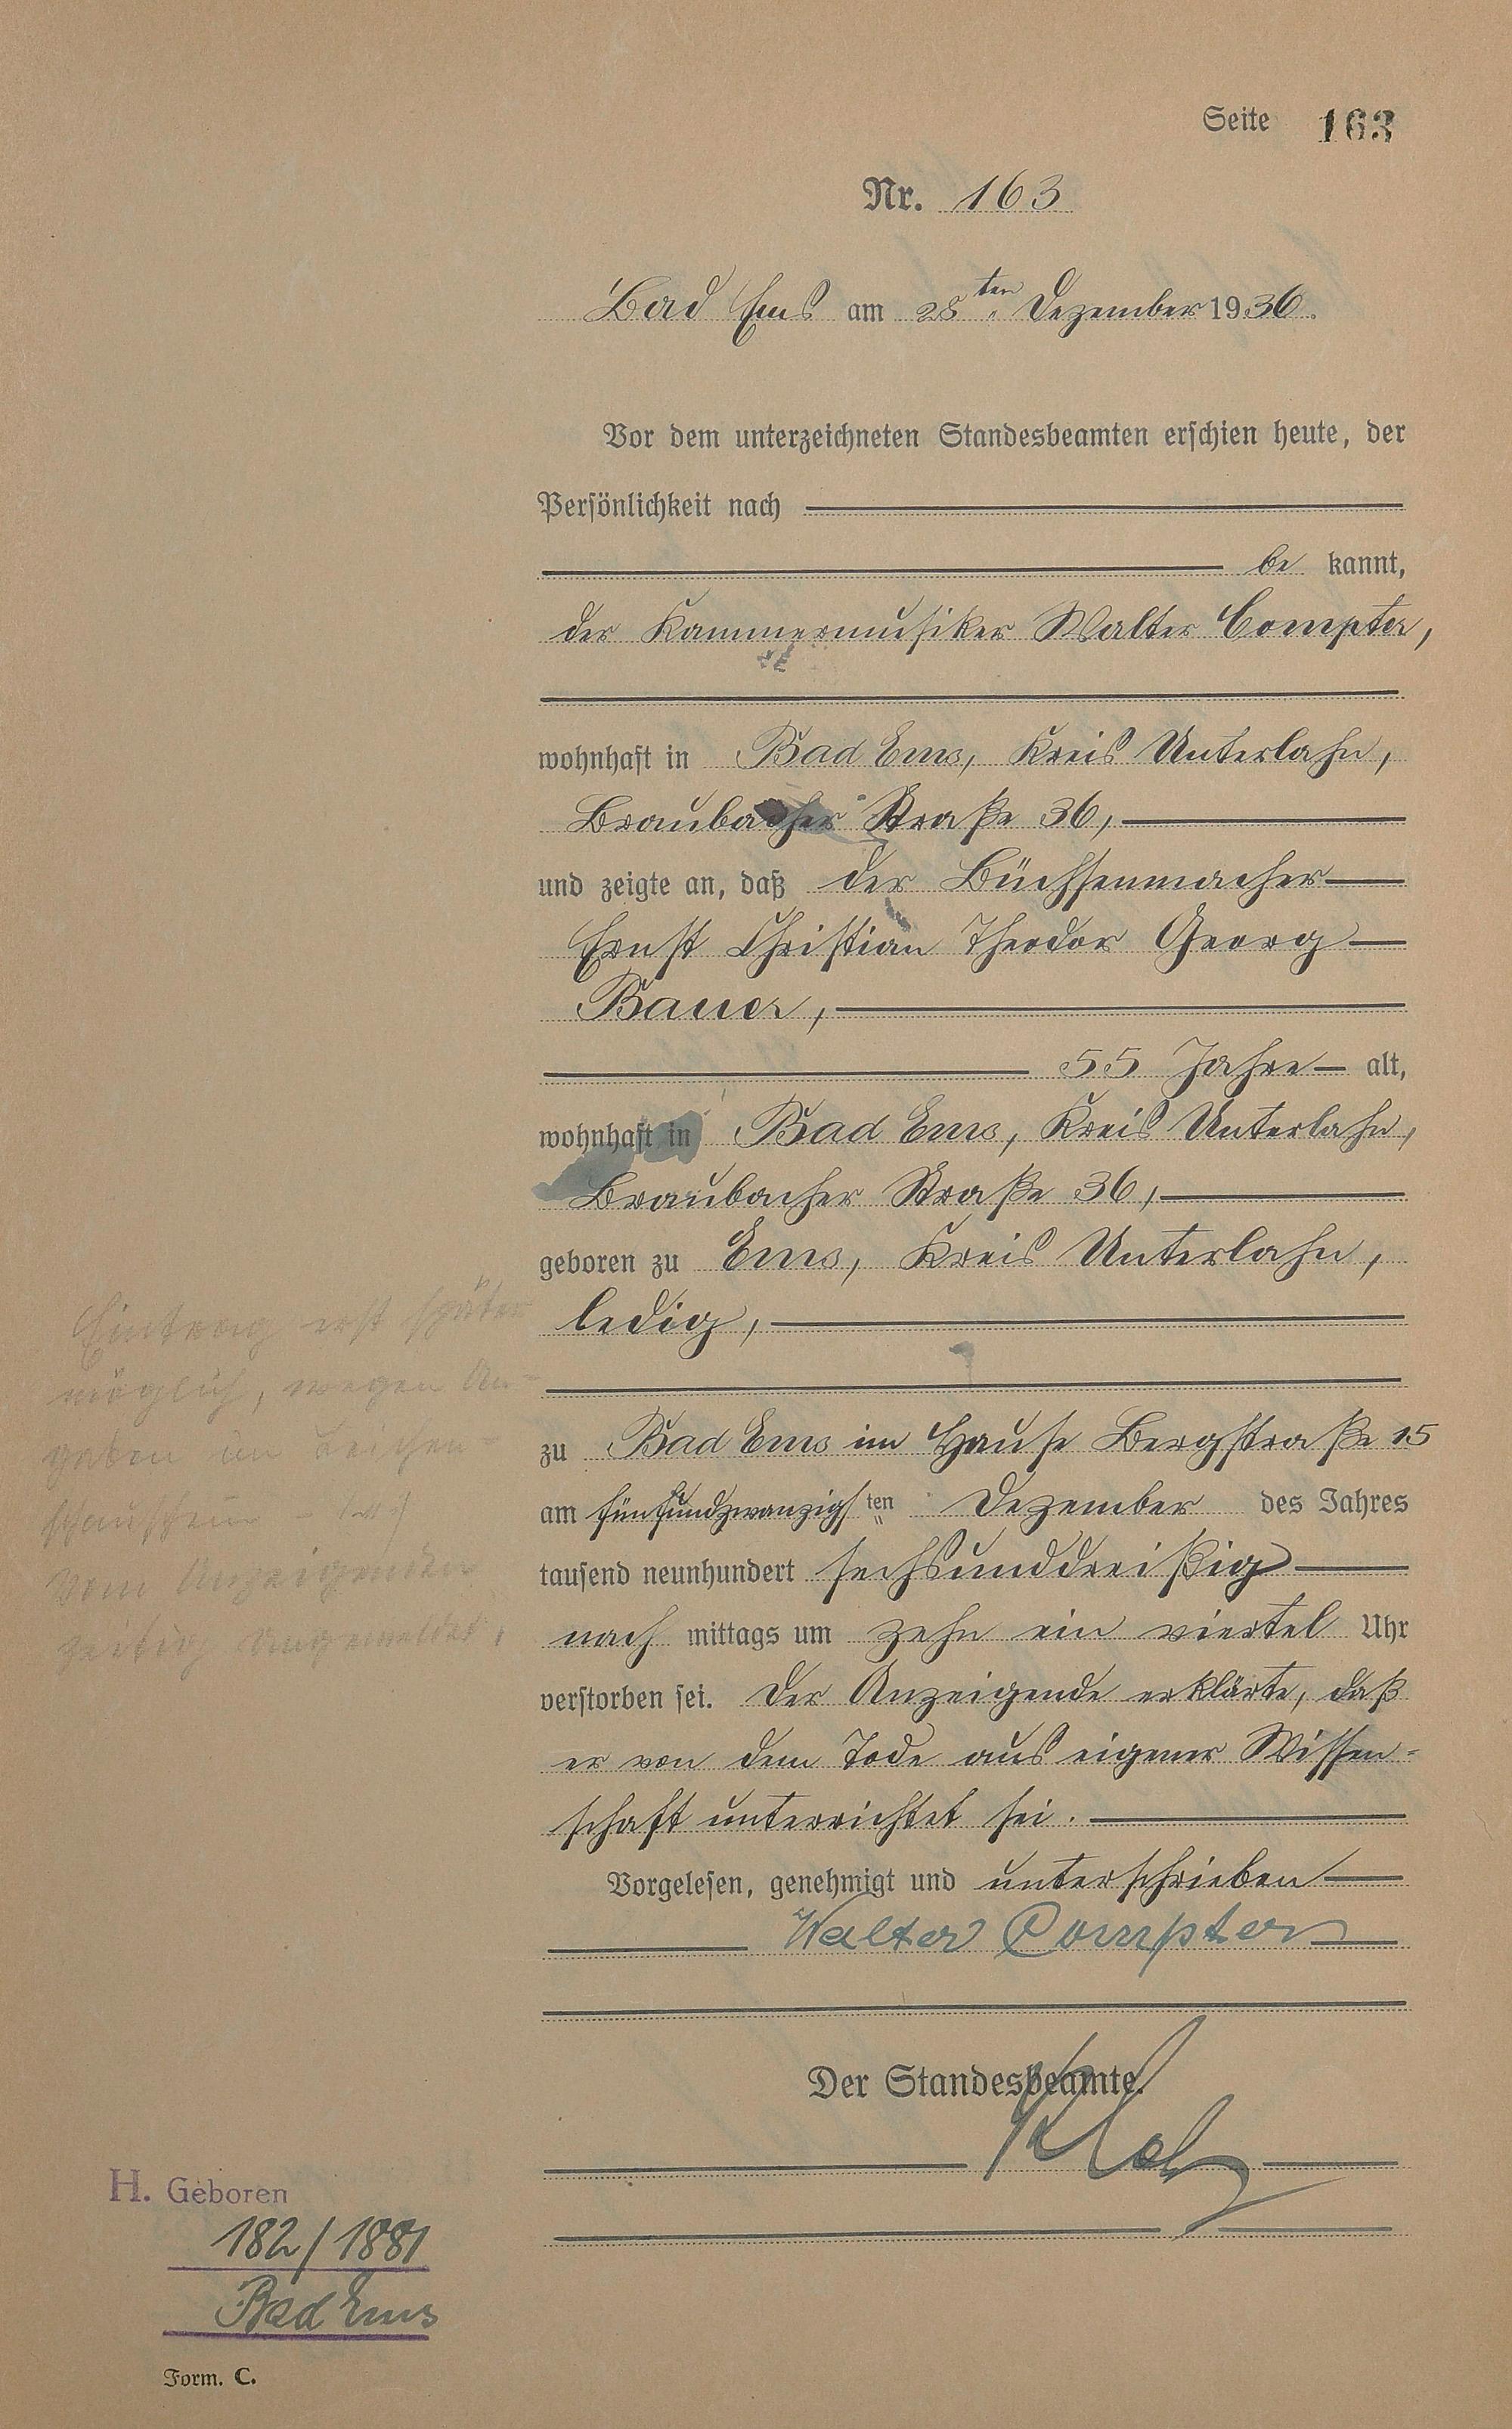 Seite 163
Nr. 163
Bad Ems am 28ten Dezember 1936.
Vor dem unterzeichneten Standesbeamten erschien heute, der
Persönlichkeit nach
be kannt,
der Kammermusiker Walter Compter,
wohnhaft in Bad Ems, Kreis Unterlahn,
Braubacher Straße 36,
und zeigte an, daß der Büchsenmacher
Ernst Christian Theodor Georg
Bauer,
55 Jahre alt,
wohnhaft in Bad Ems, Kreis Unterlahn,
Braubacher Straße 36,
geboren zu Ems, Kreis Unterlahn,
ledig,
zu Bad Ems im Hause Bergstraße 15
am fünfundzwanzigsten Dezember des Jahres
tausend neunhundert sechsunddreißig
nach mittags um zehn ein viertel Uhr
verstorben sei. Der Anzeigende erklärte, daß
er von dem Tode aus eigener Wissen-
schaft unterrichtet sei.
Vorgelesen, genehmigt und unterschrieben
Walter Compter
Der Standesbeamte.
Eintrag erst später
möglich, wegen An-
gaben im Leichen-
vom Anzeigenden
angemeldet.
H. Geboren
182/1881
Bad Ems
Form. C.